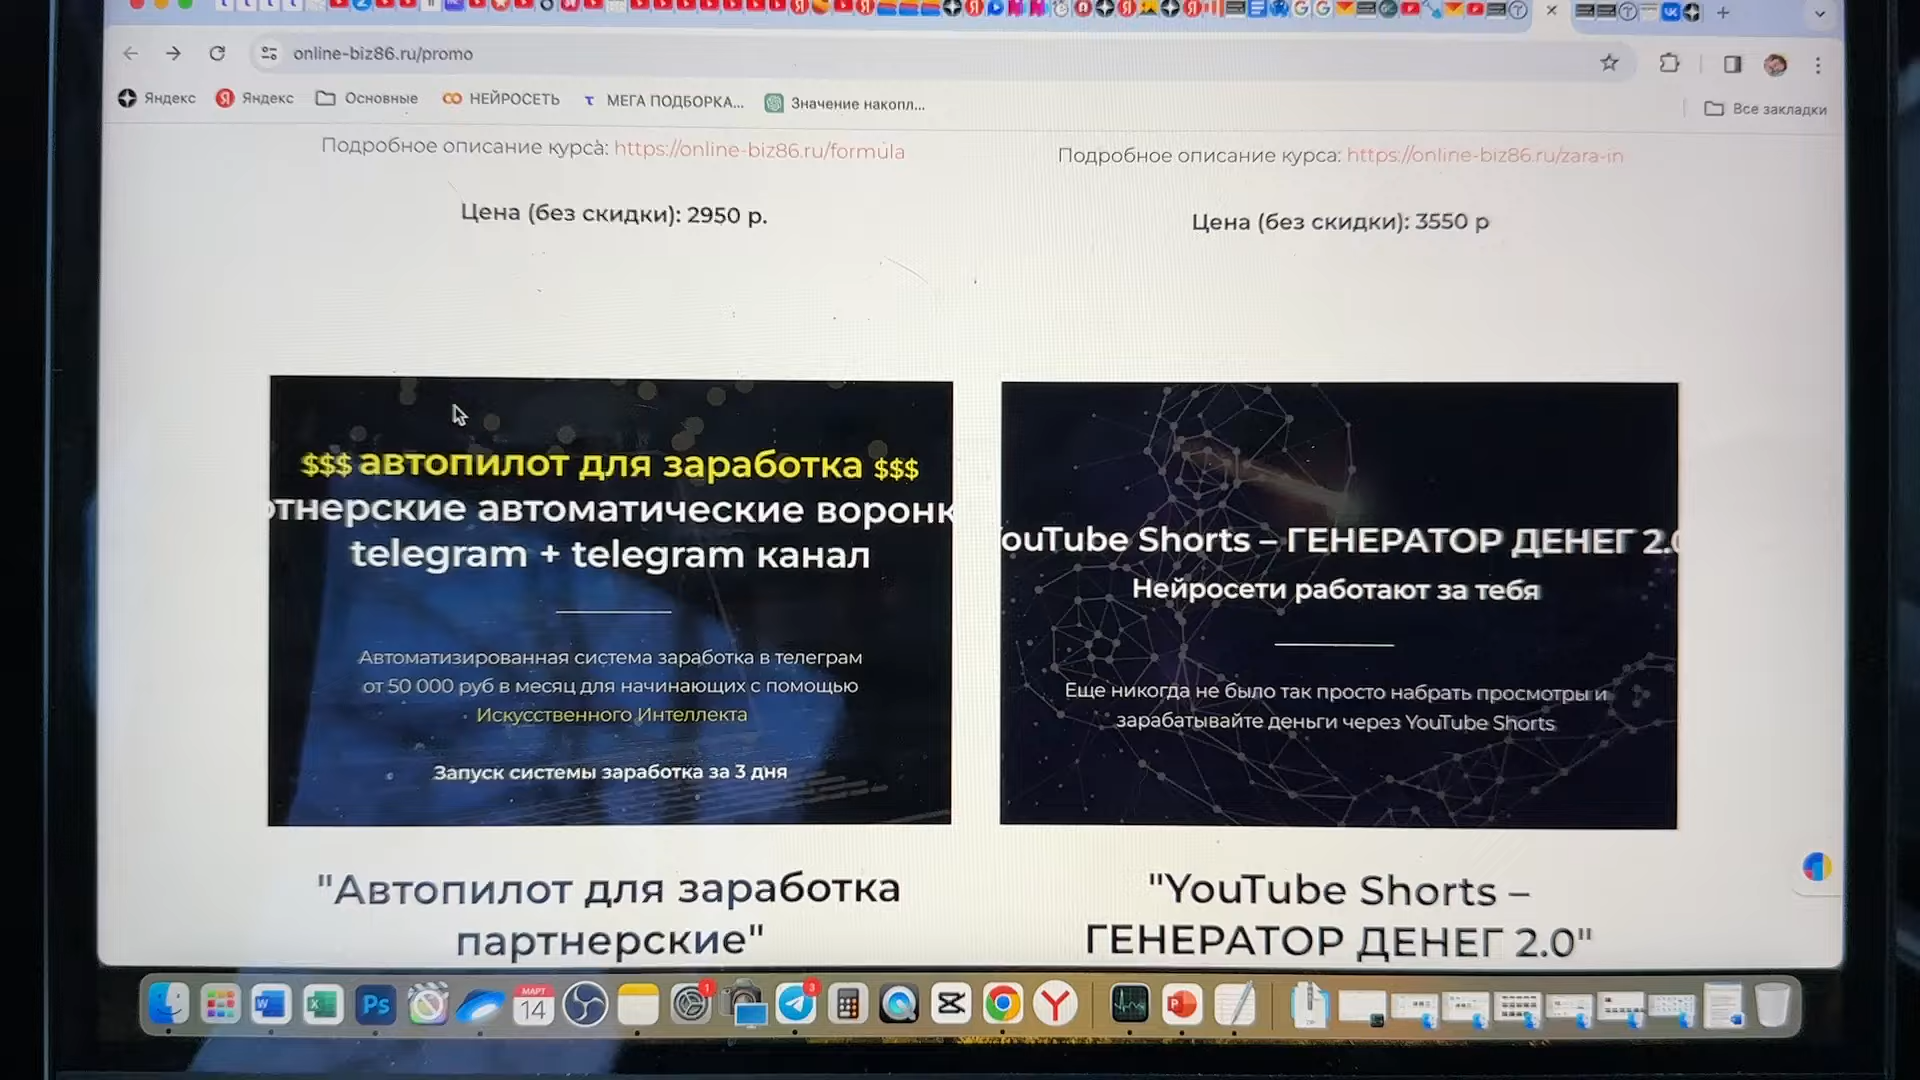 online-biz86.ru/promo
Яндекс
Яндекс
Основные
НЕЙРОСЕТЬ
МЕГА ПОДБОРКА...
Значение накопл...
Все закладки
Подробное описание курса: https://online-biz86.ru/formula
Цена (без скидки): 2950 р.
Подробное описание курса: https://online-biz86.ru/zara-in
Цена (без скидки): 3550 р
$$$ автопилот для заработка $$$
отнерские автоматические воронк
telegram + telegram канал
Автоматизированная система заработка в телеграм
от 50 000 руб в месяц для начинающих с помощью
Искусственного Интеллекта
Запуск системы заработка за 3 дня
"Автопилот для заработка
партнерские"
ouTube Shorts – ГЕНЕРАТОР ДЕНЕГ 2.0
Нейросети работают за тебя
Еще никогда не было так просто набрать просмотры и
зарабатывайте деньги через YouTube Shorts
"YouTube Shorts –
ГЕНЕРАТОР ДЕНЕГ 2.0"
МАРТ
14
Ps
1
3